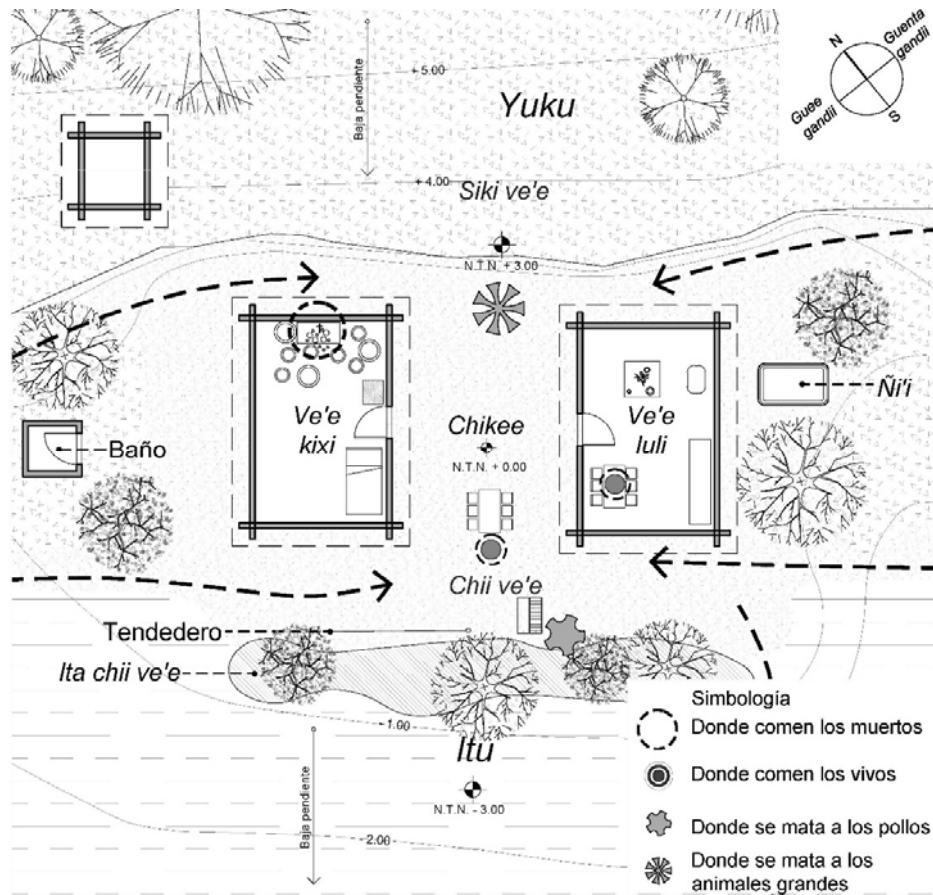 N
Guenta
gandii
Guee
gandii
S
Baja pendiente
+ 5.00
Yuku
+ 4.00
Siki ve'e
N.T.N. + 3.00
Ve'e
kixi
Chikee
N.T.N. + 0.00
Ve'e
luli
Ñi'i
Baño
Chii ve'e
Tendedero
Ita chii ve'e
- 1.00
Itu
N.T.N. - 3.00
Baja pendiente
- 2.00
Simbología
Donde comen los muertos
Donde comen los vivos
Donde se mata a los pollos
Donde se mata a los
animales grandes